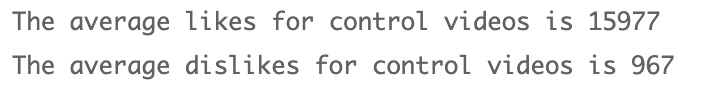 The average likes for control videos is 15977
The average dislikes for control videos is 967